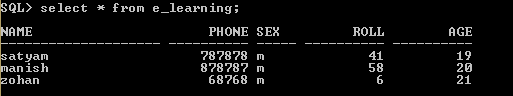 SQL> select * from e_learning;
NAME PHONE SEX ROLL AGE
satyam 787878 m 41 19
manish 878787 m 58 20
zohan 68768 m 6 21